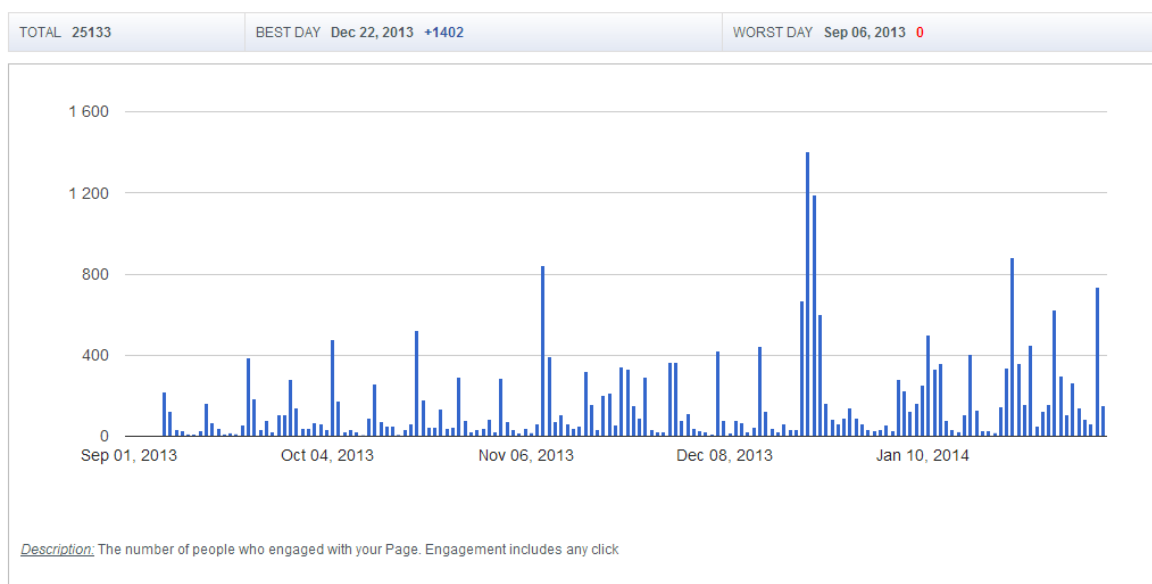 TOTAL 25133 BEST DAY Dec 22, 2013 +1402 WORST DAY Sep 06, 2013 0
1 600
1 200
800
400
0
Sep 01, 2013 Oct 04, 2013 Nov 06, 2013 Dec 08, 2013 Jan 10, 2014
Description: The number of people who engaged with your Page. Engagement includes any click